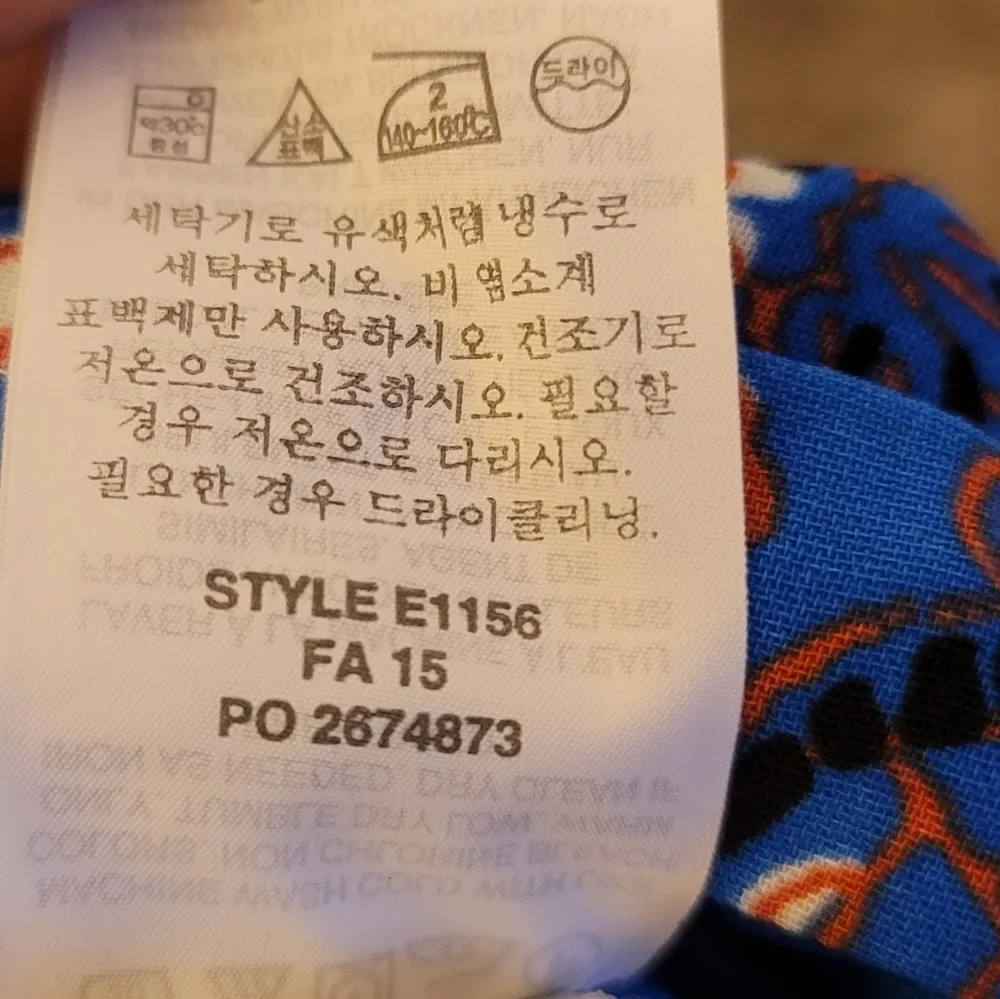 약30℃
중성
산소
표백
2
140~160℃
드라이
세탁기로 유색처럼 냉수로
세탁하시오. 비 염소계
표백제만 사용하시오. 건조기로
저온으로 건조하시오. 필요할
경우 저온으로 다리시오.
필요한 경우 드라이클리닝.
STYLE E1156
FA 15
PO 2674873